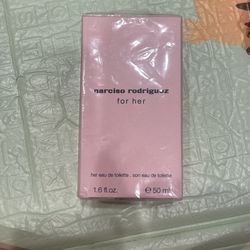 narciso rodriguez
for her
her eau de toilette . son eau de toilette
1.6 fl.oz. ℮ 50 ml